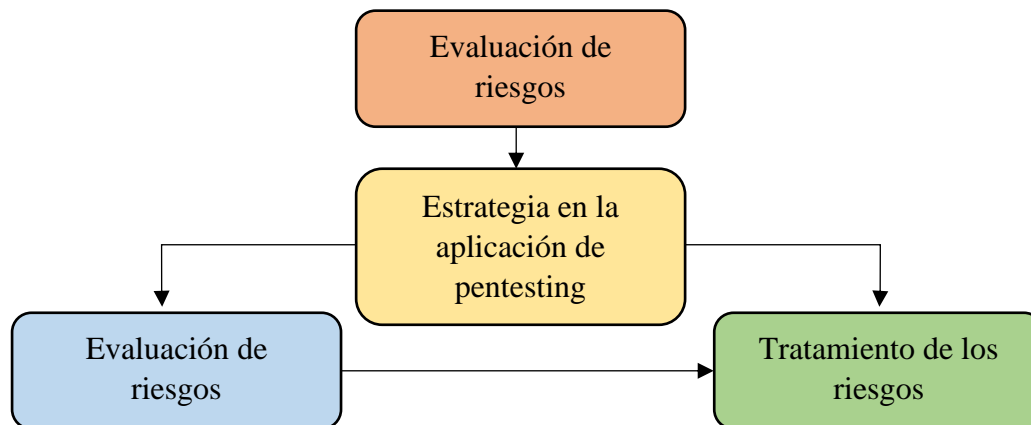 Evaluación de
riesgos
Estrategia en la
aplicación de
pentesting
Evaluación de
riesgos
Tratamiento de los
riesgos